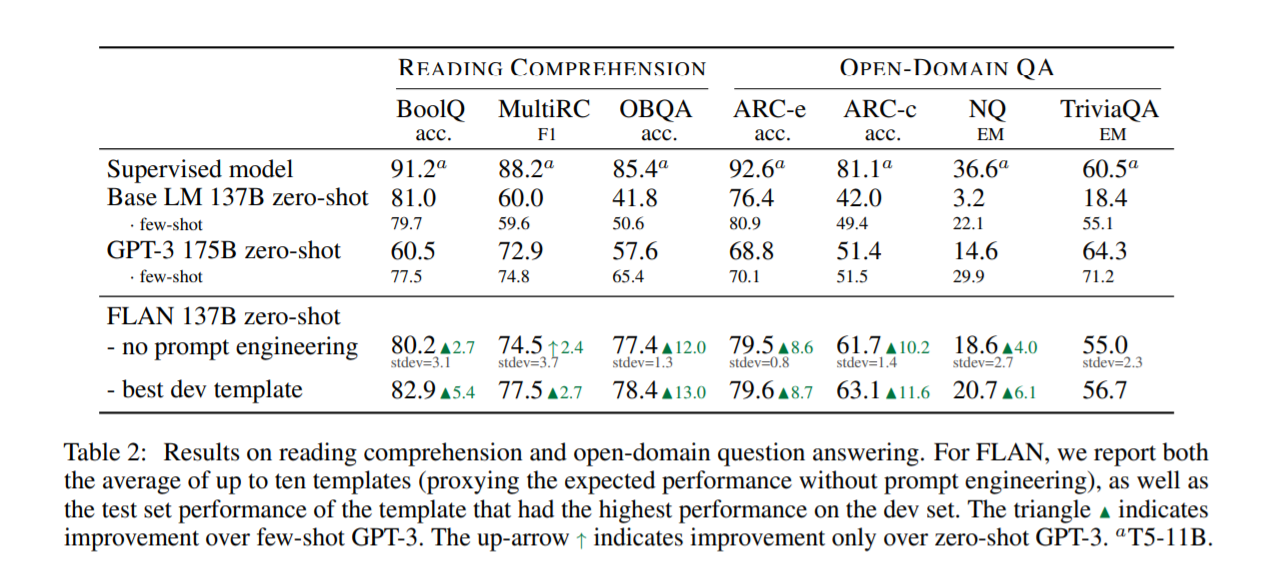 READING COMPREHENSION OPEN-DOMAIN QA
BoolQ MultiRC OBQA ARC-e ARC-c NQ TriviaQA
acc. F1 acc. acc. acc. EM EM
Supervised model 91.2ᵃ 88.2ᵃ 85.4ᵃ 92.6ᵃ 81.1ᵃ 36.6ᵃ 60.5ᵃ
Base LM 137B zero-shot 81.0 60.0 41.8 76.4 42.0 3.2 18.4
· few-shot 79.7 59.6 50.6 80.9 49.4 22.1 55.1
GPT-3 175B zero-shot 60.5 72.9 57.6 68.8 51.4 14.6 64.3
· few-shot 77.5 74.8 65.4 70.1 51.5 29.9 71.2
FLAN 137B zero-shot
- no prompt engineering 80.2 ▲2.7 74.5 ↑2.4 77.4 ▲12.0 79.5 ▲8.6 61.7 ▲10.2 18.6 ▲4.0 55.0
stdev=3.1 stdev=3.7 stdev=1.3 stdev=0.8 stdev=1.4 stdev=2.7 stdev=2.3
- best dev template 82.9 ▲5.4 77.5 ▲2.7 78.4 ▲13.0 79.6 ▲8.7 63.1 ▲11.6 20.7 ▲6.1 56.7
Table 2: Results on reading comprehension and open-domain question answering. For FLAN, we report both
the average of up to ten templates (proxying the expected performance without prompt engineering), as well as
the test set performance of the template that had the highest performance on the dev set. The triangle ▲ indicates
improvement over few-shot GPT-3. The up-arrow ↑ indicates improvement only over zero-shot GPT-3. ᵃT5-11B.